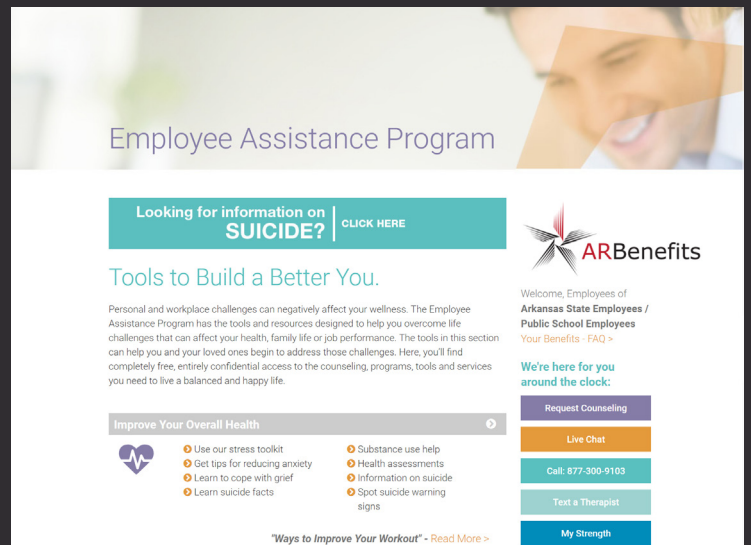 Employee Assistance Program
Looking for information on
SUICIDE?
CLICK HERE
Tools to Build a Better You.
Personal and workplace challenges can negatively affect your wellness. The Employee
Assistance Program has the tools and resources designed to help you overcome life
challenges that can affect your health, family life or job performance. The tools in this section
can help you and your loved ones begin to address those challenges. Here, you'll find
completely free, entirely confidential access to the counseling, programs, tools and services
you need to live a balanced and happy life.
Improve Your Overall Health
Use our stress toolkit
Get tips for reducing anxiety
Learn to cope with grief
Learn suicide facts
Substance use help
Health assessments
Information on suicide
Spot suicide warning
signs
"Ways to Improve Your Workout" - Read More >
ARBenefits
Welcome, Employees of
Arkansas State Employees /
Public School Employees
Your Benefits - FAQ >
We're here for you
around the clock:
Request Counseling
Live Chat
Call: 877-300-9103
Text a Therapist
My Strength